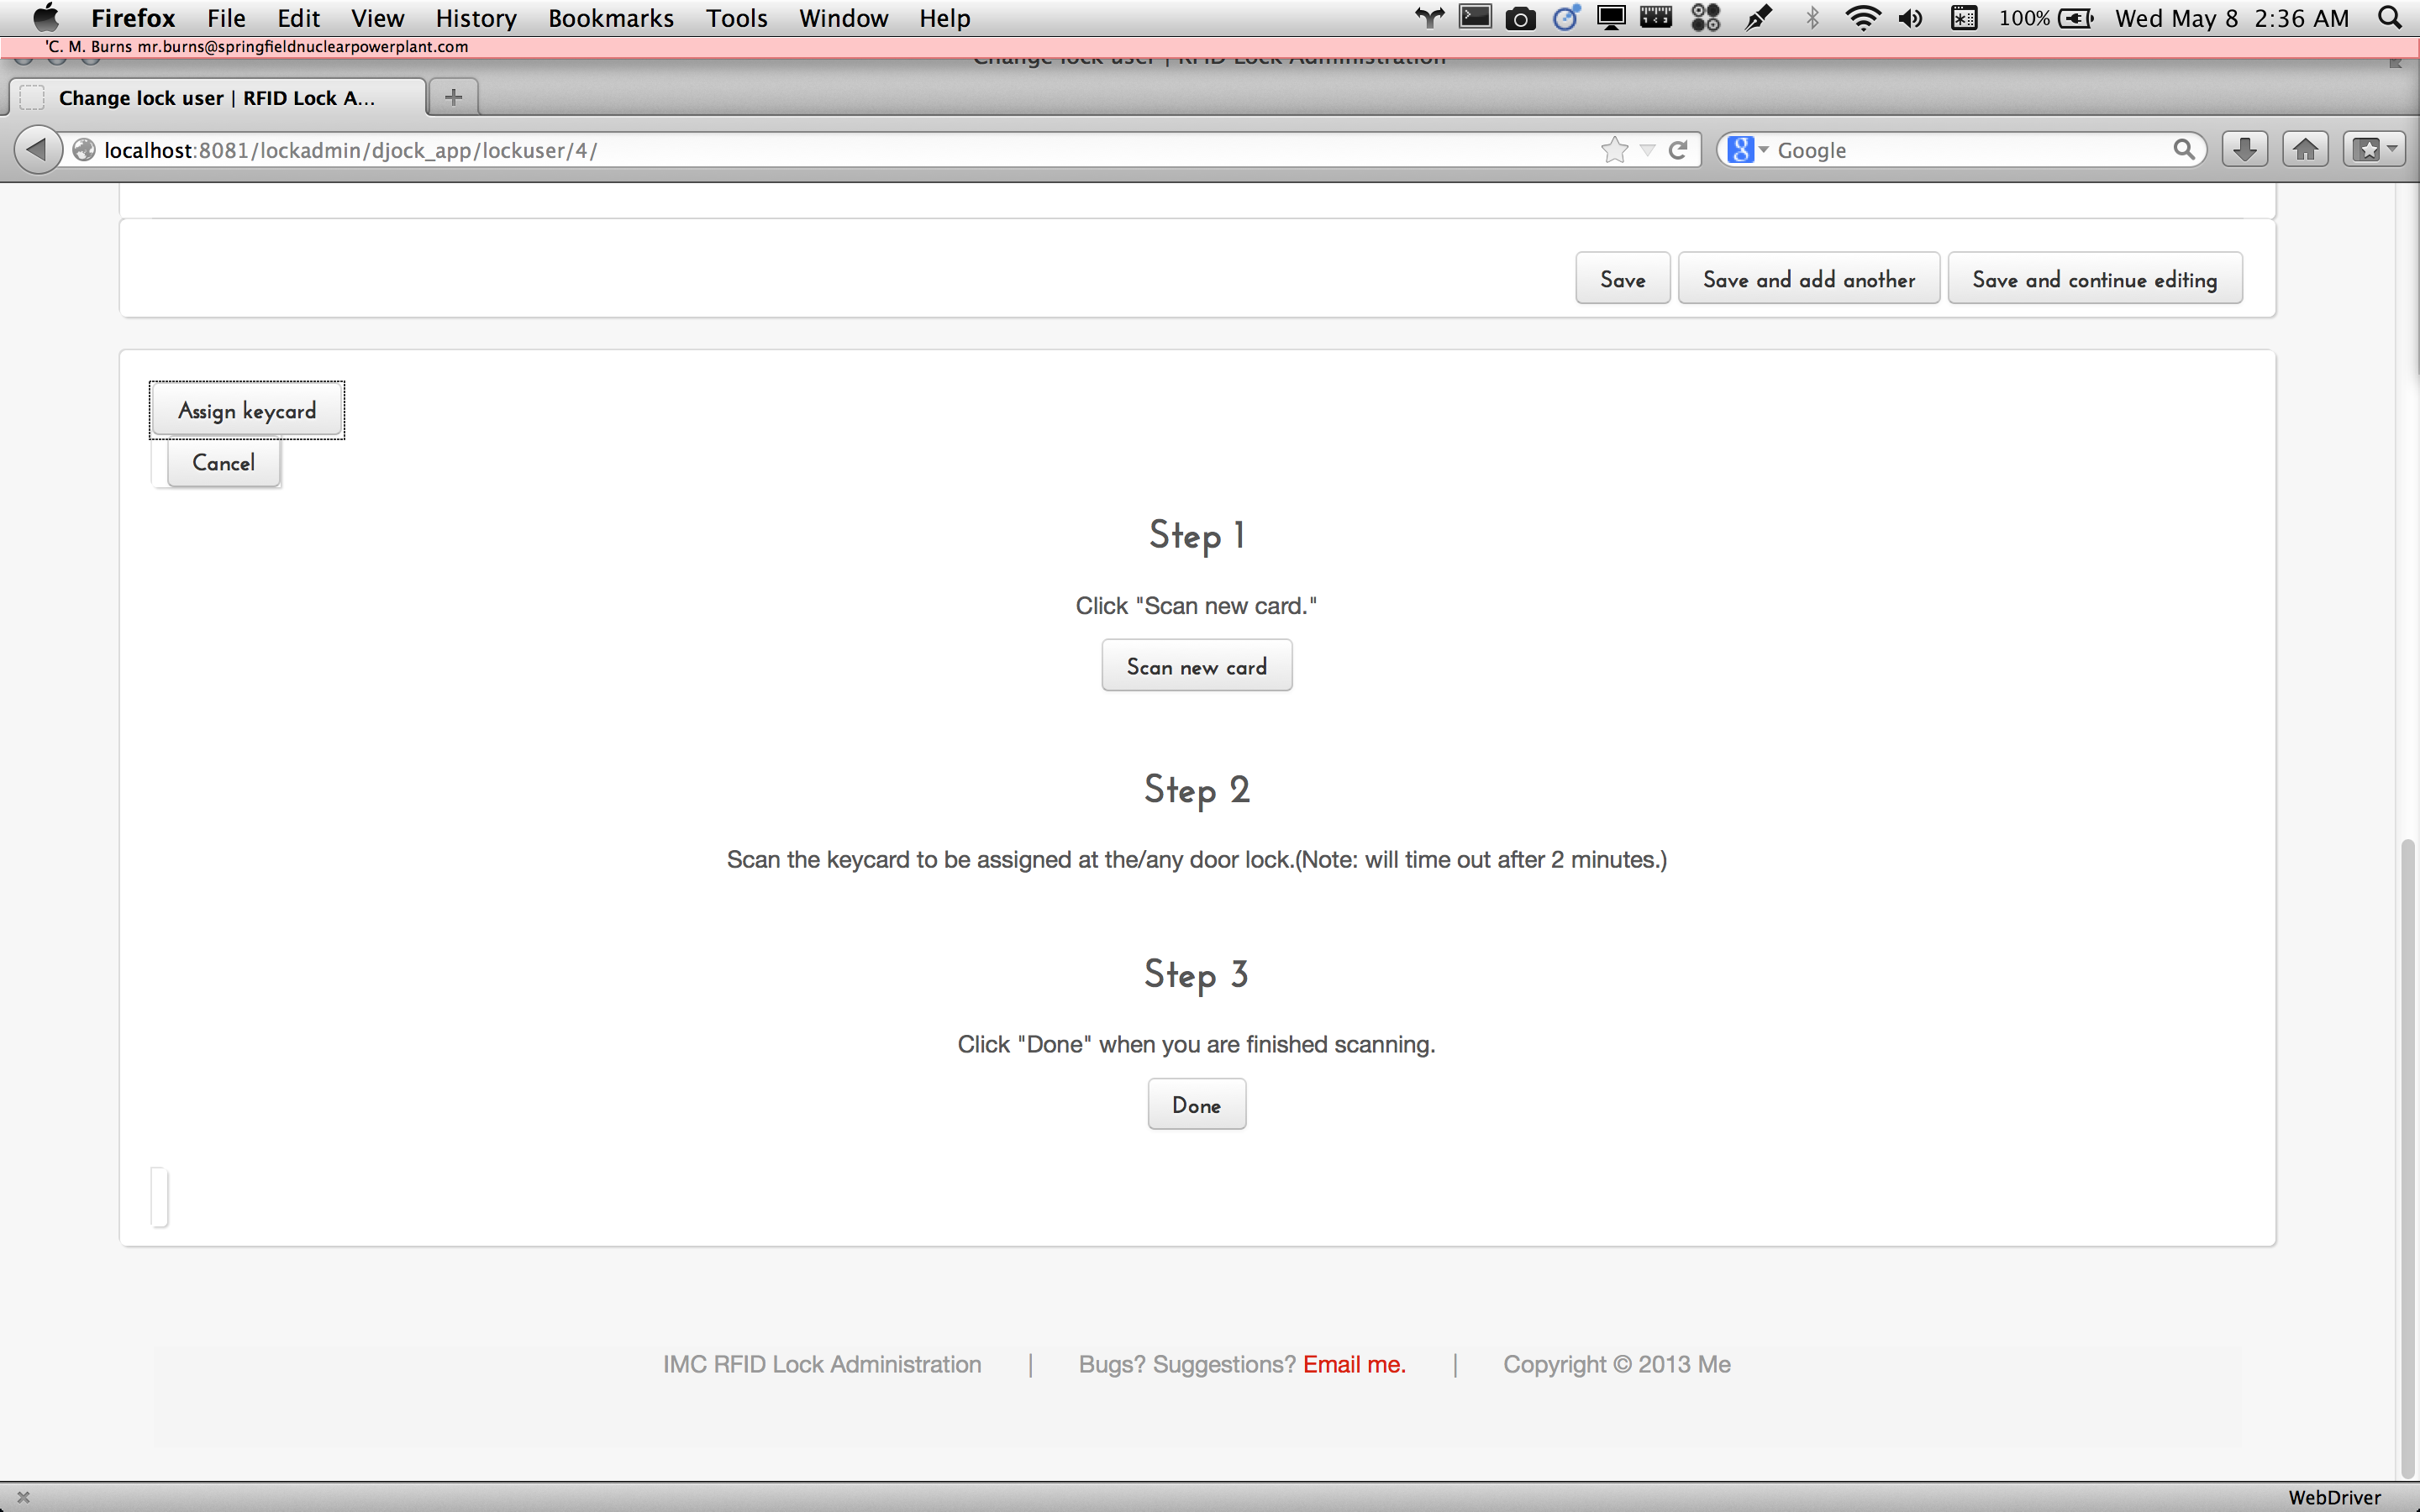 Firefox File Edit View History Bookmarks Tools Window Help 100% Wed May 8 2:36 AM
'C. M. Burns mr.burns@springfieldnuclearpowerplant.com
Change lock user | RFID Lock Administration
Change lock user | RFID Lock A...
localhost:8081/lockadmin/djock_app/lockuser/4/ Google
Save Save and add another Save and continue editing
Assign keycard
Cancel
Step 1
Click "Scan new card."
Scan new card
Step 2
Scan the keycard to be assigned at the/any door lock.(Note: will time out after 2 minutes.)
Step 3
Click "Done" when you are finished scanning.
Done
IMC RFID Lock Administration | Bugs? Suggestions? Email me. | Copyright © 2013 Me
WebDriver